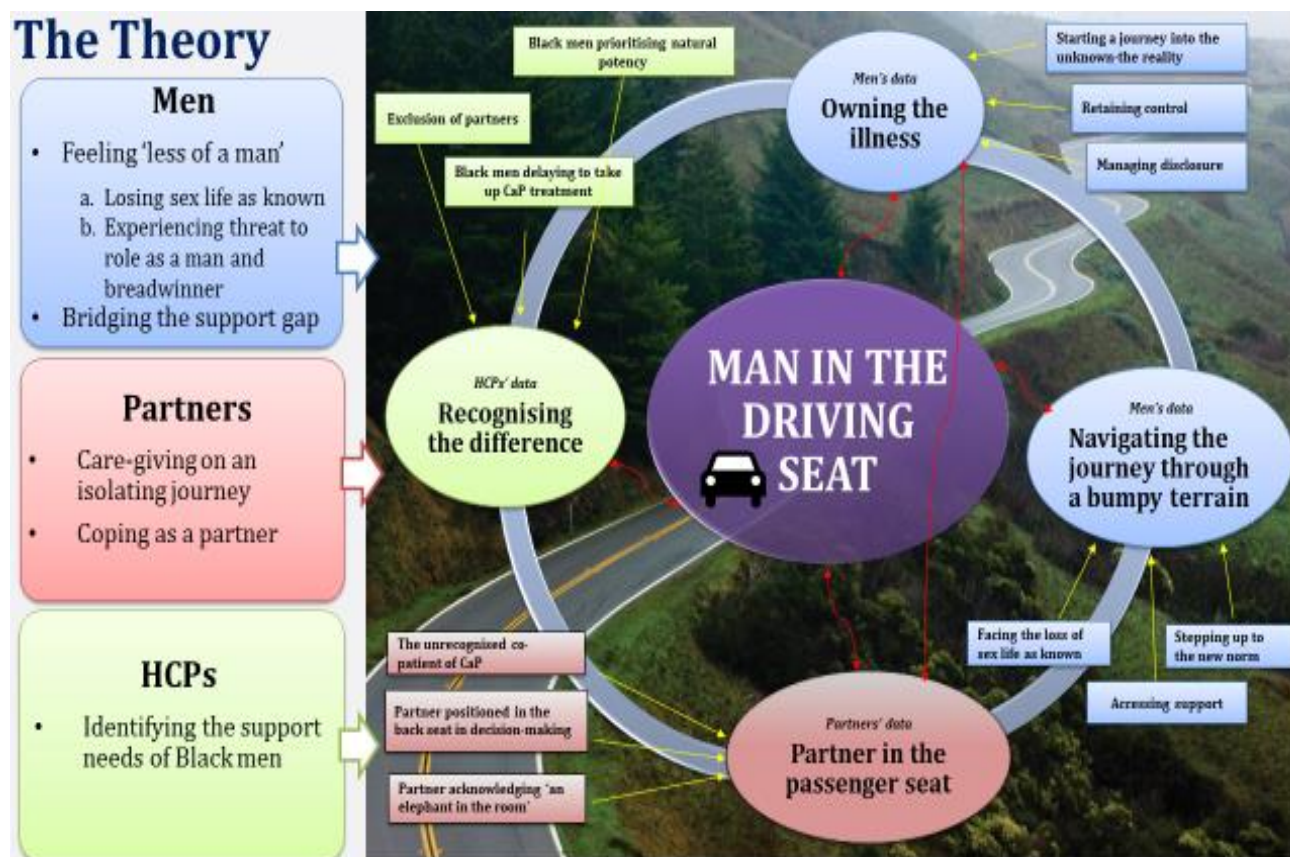 The Theory
Men
• Feeling 'less of a man'
a. Losing sex life as known
b. Experiencing threat to
role as a man and
breadwinner
• Bridging the support gap
Partners
• Care-giving on an
isolating journey
• Coping as a partner
HCPs
• Identifying the support
needs of Black men
Black men prioritising natural
potency
Exclusion of partners
Black men delaying to take
up CaP treatment
Men's data
Owning the
illness
Starting a journey into the
unknown-the reality
Retaining control
Managing disclosure
HCPs' data
Recognising
the difference
MAN IN THE
DRIVING
SEAT
Men's data
Navigating the
journey through
a bumpy terrain
Facing the loss of
sex life as known
Stepping up to
the new norm
Accessing support
The unrecognised co-
patient of CaP
Partner positioned in the
back seat in decision-making
Partner acknowledging 'an
elephant in the room'
Partners' data
Partner in the
passenger seat